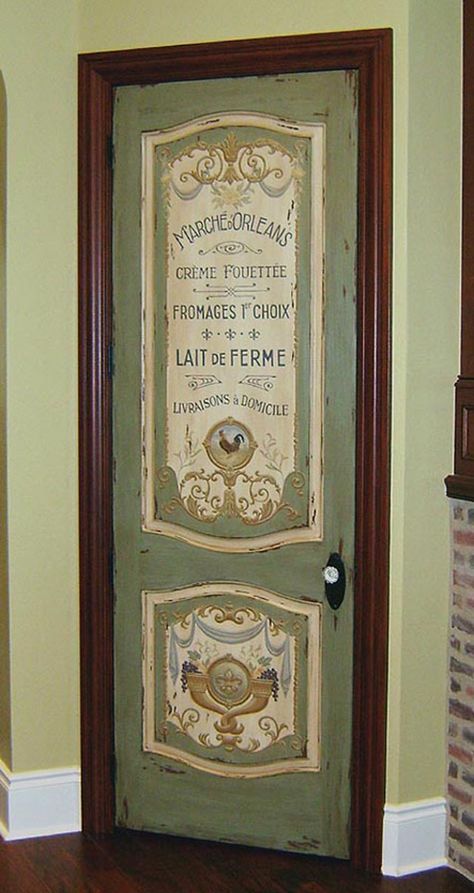 MARCHÉ D'ORLEANS
CRÈME FOUETTÉE
FROMAGES 1ER CHOIX
LAIT DE FERME
LIVRAISONS à DOMICILE